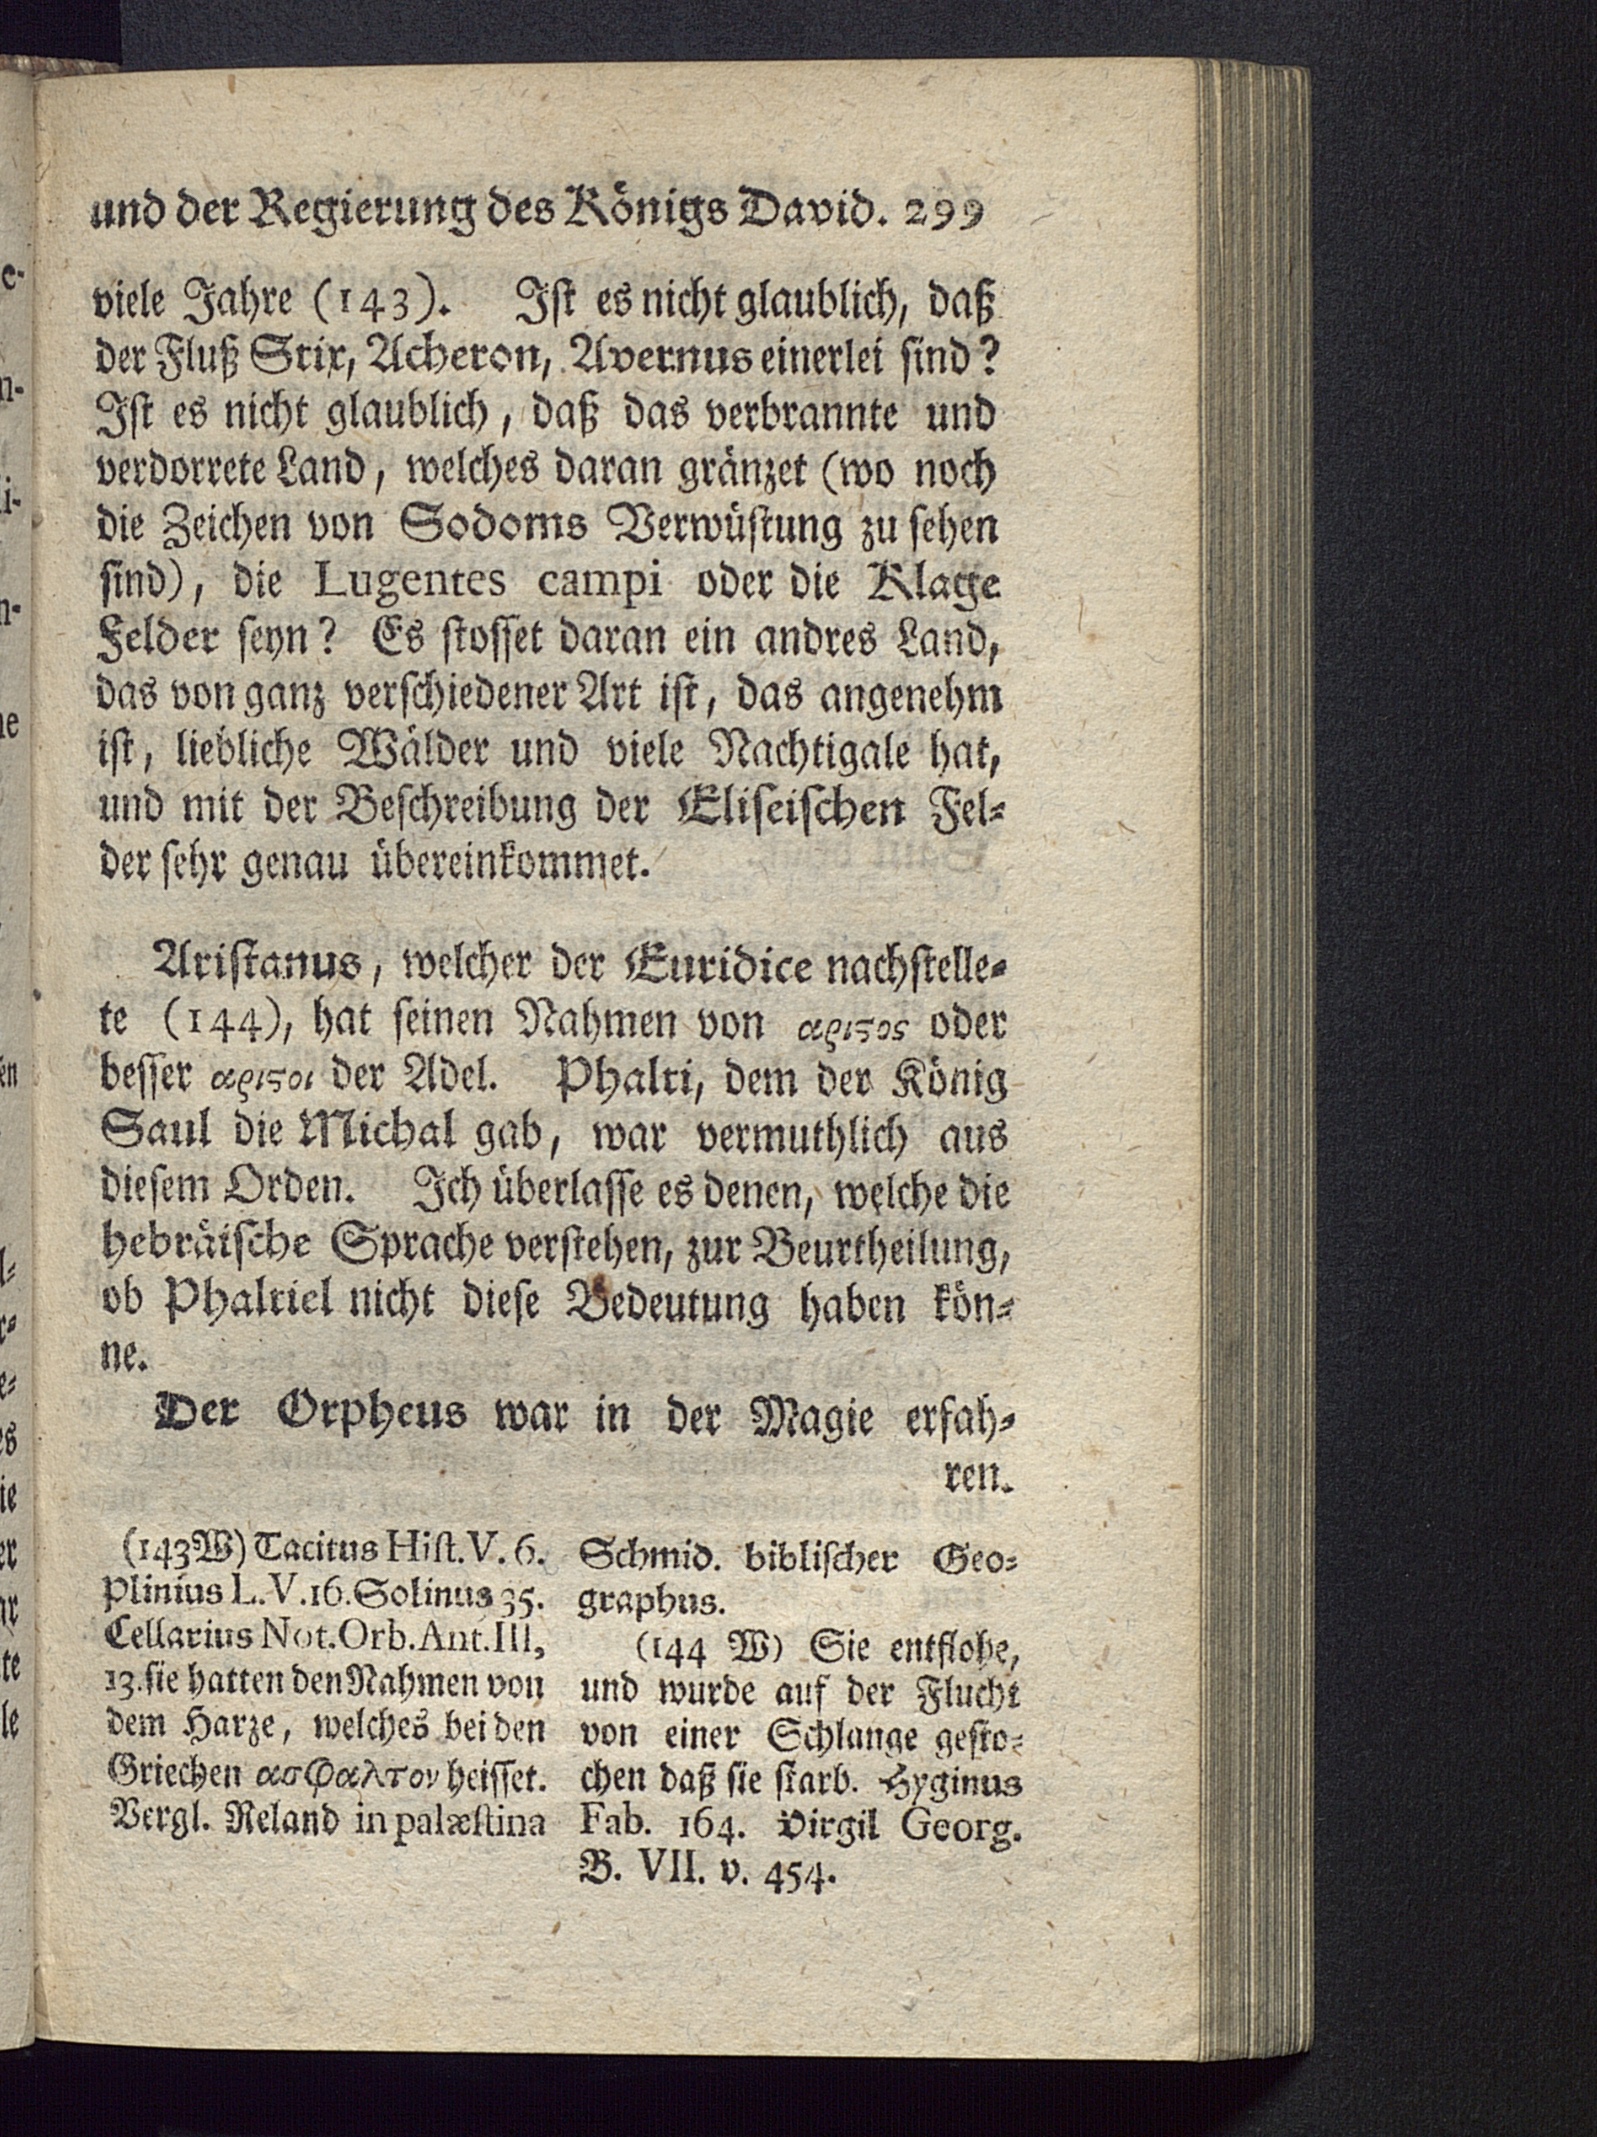 und der Regierung des Königs David. 299
viele Jahre (143). Ist es nicht glaublich, daß
der Fluß Stix, Acheron, Avernus einerlei sind?
Ist es nicht glaublich, daß das verbrannte und
verdorrete Land, welches daran gränzet (wo noch
die Zeichen von Sodoms Verwüstung zu sehen
sind), die Lugentes campi oder die Klage
Felder seyn? Es stosset daran ein andres Land,
das von ganz verschiedener Art ist, das angenehm
ist, liebliche Wälder und viele Nachtigale hat,
und mit der Beschreibung der Eliseischen Fel-
der sehr genau übereinkommet.
Aristanus, welcher der Euridice nachstelle-
te (144), hat seinen Nahmen von αριϛος oder
besser αριϛοι der Adel. Phalti, dem der König
Saul die Michal gab, war vermuthlich aus
diesem Orden. Ich überlasse es denen, welche die
hebräische Sprache verstehen, zur Beurtheilung,
ob Phaltiel nicht diese Bedeutung haben kön-
ne.
Der Orpheus war in der Magie erfah-
ren.
(143W) Tacitus Hist. V. 6.
Plinius L. V. 16. Solinus 35.
Cellarius Not. Orb. Ant. III,
13. sie hatten den Nahmen von
dem Harze, welches bei den
Griechen ασφαλτον heisset.
Vergl. Reland in palæstina
Schmid. biblischer Geo-
graphus.
(144 W) Sie entflohe,
und wurde auf der Flucht
von einer Schlange gesto-
chen daß sie starb. Hyginus
Fab. 164. Virgil Georg.
B. VII. v. 454.